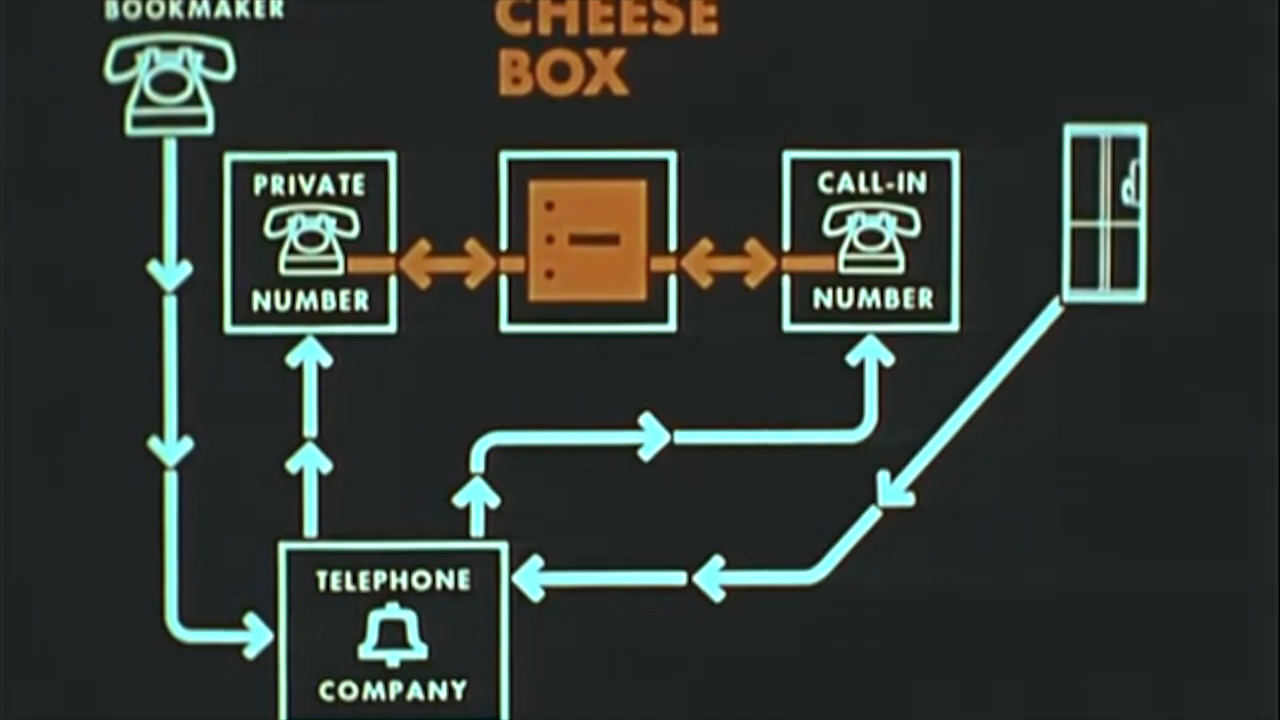 BOOKMAKER
CHEESE
BOX
PRIVATE
NUMBER
CALL-IN
NUMBER
TELEPHONE
COMPANY